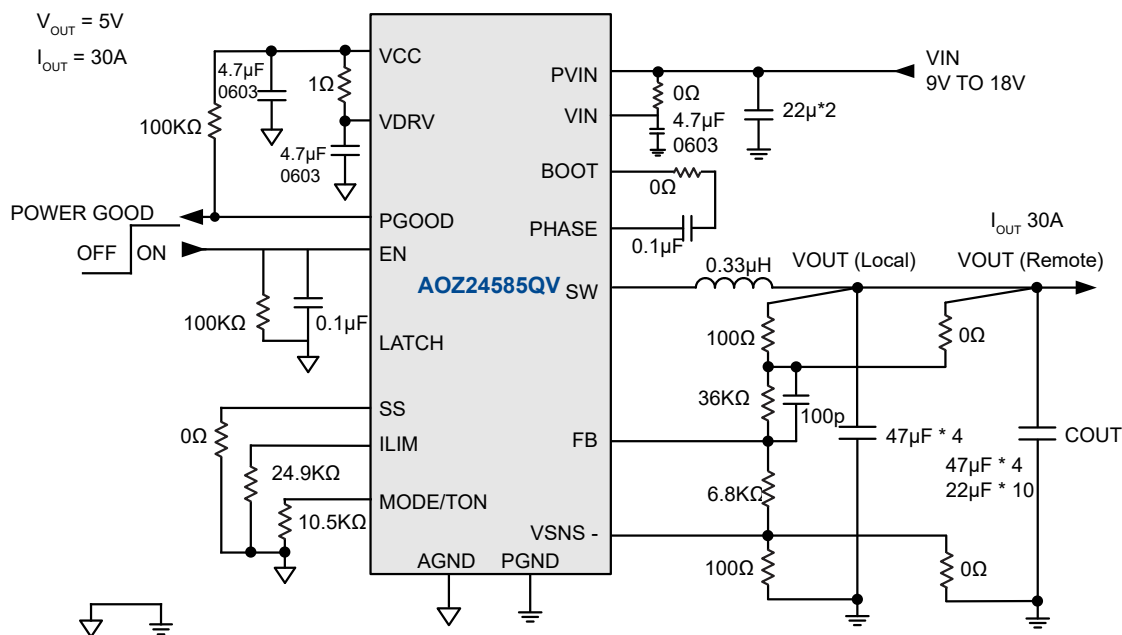 V_OUT = 5V
I_OUT = 30A
4.7µF
0603
1Ω
100KΩ
4.7µF
0603
VCC
VDRV
POWER GOOD
PGOOD
OFF
ON
EN
100KΩ
0.1µF
LATCH
SS
0Ω
ILIM
24.9KΩ
MODE/TON
10.5KΩ
AGND
PGND
AOZ24585QV
PVIN
VIN
9V TO 18V
0Ω
VIN
4.7µF
0603
22µ*2
BOOT
0Ω
PHASE
0.1µF
I_OUT 30A
0.33µH
VOUT (Local)
VOUT (Remote)
SW
100Ω
0Ω
36KΩ
100p
FB
47µF * 4
COUT
47µF * 4
22µF * 10
6.8KΩ
VSNS -
100Ω
0Ω